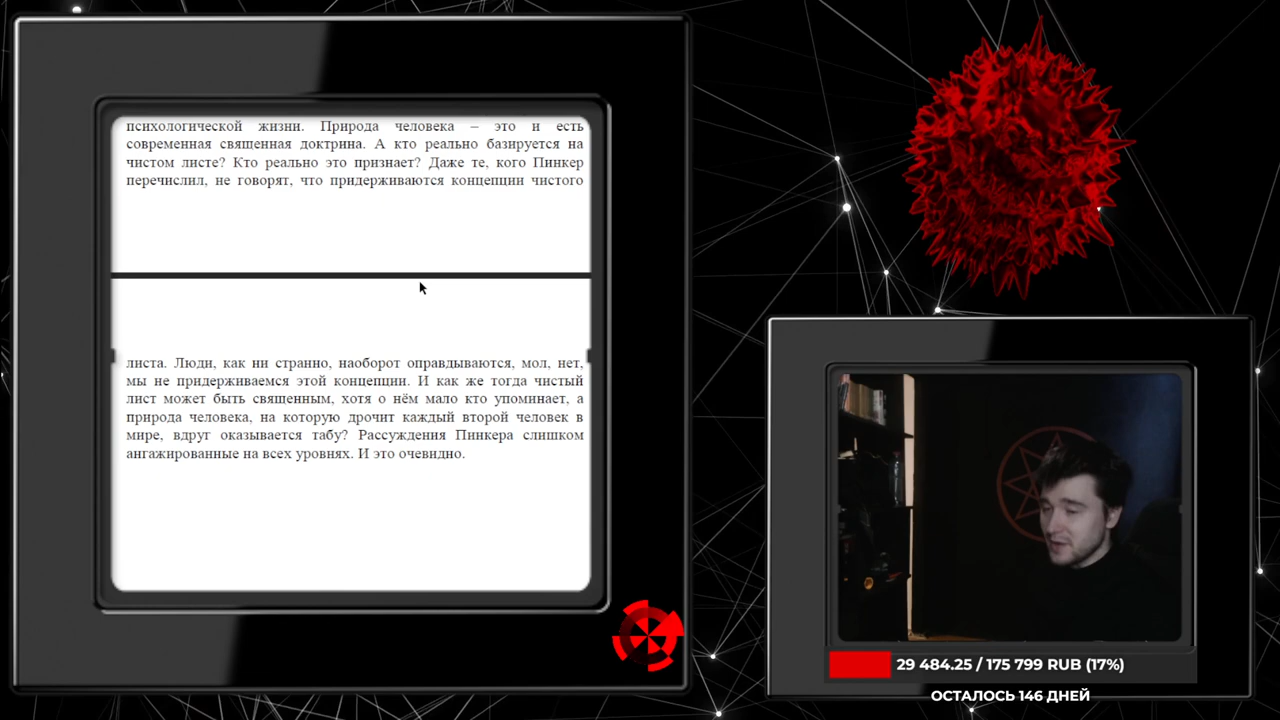 психологической жизни. Природа человека – это и есть
современная священная доктрина. А кто реально базируется на
чистом листе? Кто реально это признает? Даже те, кого Пинкер
перечислил, не говорят, что придерживаются концепции чистого
листа. Люди, как ни странно, наоборот оправдываются, мол, нет,
мы не придерживаемся этой концепции. И как же тогда чистый
лист может быть священным, хотя о нём мало кто упоминает, а
природа человека, на которую дрочит каждый второй человек в
мире, вдруг оказывается табу? Рассуждения Пинкера слишком
ангажированные на всех уровнях. И это очевидно.
29 484.25 / 175 799 RUB (17%)
ОСТАЛОСЬ 146 ДНЕЙ